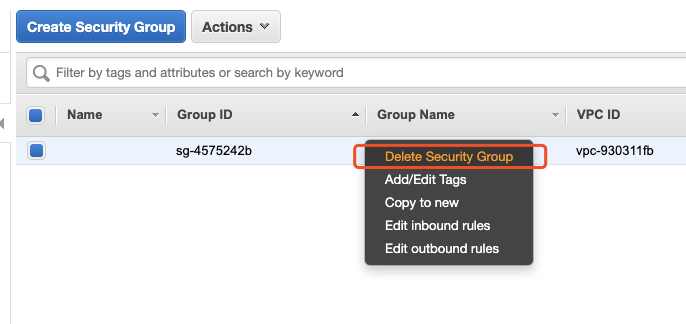 Create Security Group Actions
Filter by tags and attributes or search by keyword
Name Group ID Group Name VPC ID
sg-4575242b vpc-930311fb
Delete Security Group
Add/Edit Tags
Copy to new
Edit inbound rules
Edit outbound rules